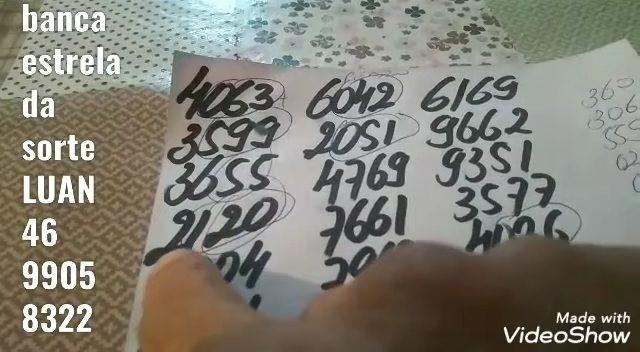 banca
estrela
da
sorte
LUAN
46
9905
8322
4063 6042 6169
3599 2051 9662
3655 4769 9351
2120 7661 3577
Made with
VideoShow